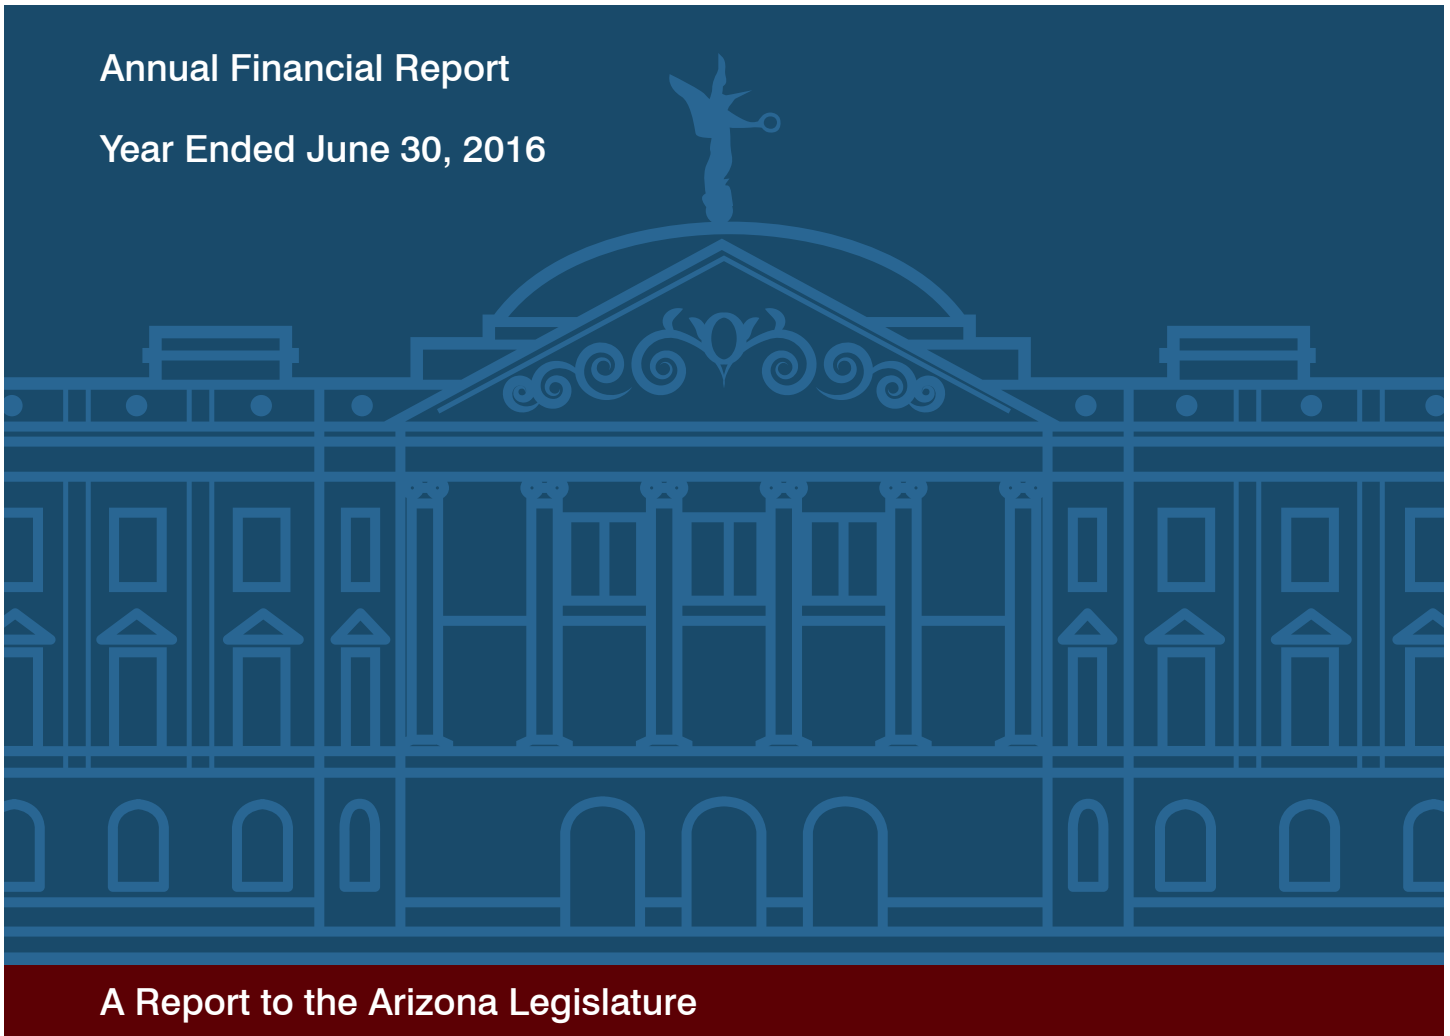 Annual Financial Report
Year Ended June 30, 2016
A Report to the Arizona Legislature